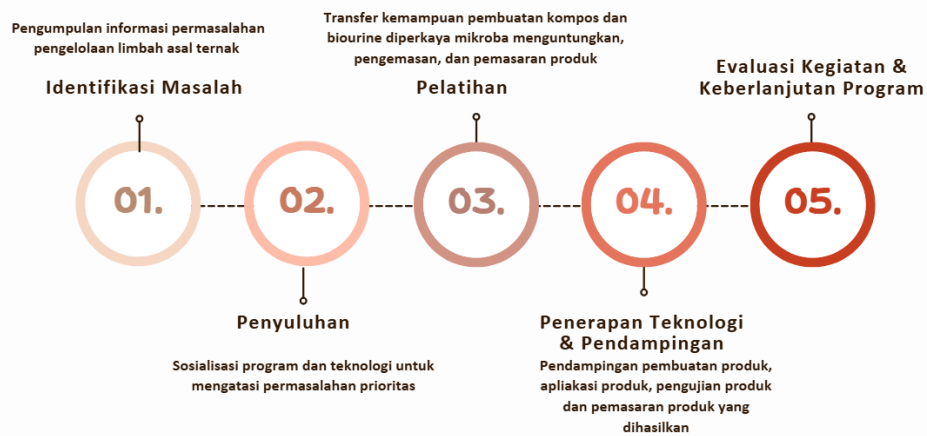 Pengumpulan informasi permasalahan
pengelolaan limbah asal ternak
Identifikasi Masalah
01.
02.
Penyuluhan
Sosialisasi program dan teknologi untuk
mengatasi permasalahan prioritas
Transfer kemampuan pembuatan kompos dan
biourine diperkaya mikroba menguntungkan,
pengemasan, dan pemasaran produk
Pelatihan
03.
04.
Penerapan Teknologi
& Pendampingan
Pendampingan pembuatan produk,
apliakasi produk, pengujian produk
dan pemasaran produk yang
dihasilkan
Evaluasi Kegiatan &
Keberlanjutan Program
05.